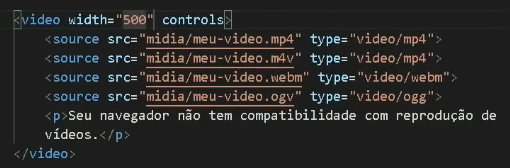 <video width="500" controls>
<source src="midia/meu-video.mp4" type="video/mp4">
<source src="midia/meu-video.m4v" type="video/mp4">
<source src="midia/meu-video.webm" type="video/webm">
<source src="midia/meu-video.ogv" type="video/ogg">
<p>Seu navegador não tem compatibilidade com reprodução de
vídeos.</p>
</video>